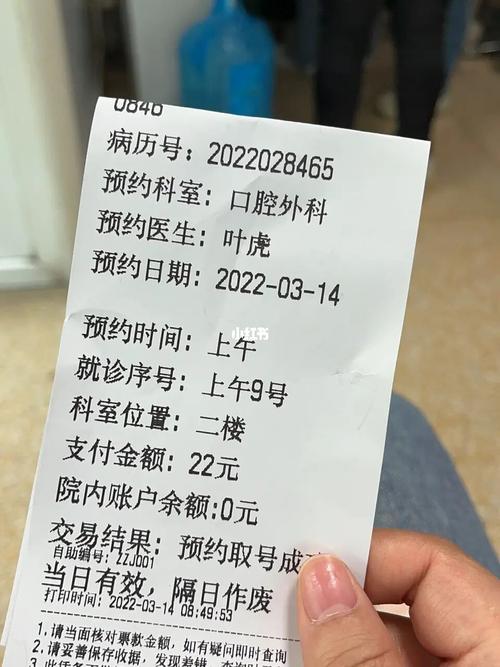 0846
病历号：2022028465
预约科室：口腔外科
预约医生：叶虎
预约日期：2022-03-14
小红书
预约时间：上午
就诊序号：上午9号
科室位置：二楼
支付金额：22元
院内账户余额:0元
交易结果：预约取号成
自助编号：ZZJ001
当日有效，隔日作废
打印时间：2022-03-14 08:49:53
1.请当面核对票款金额，如有疑问即时查询
2.请妥善保存收据，发现差错，